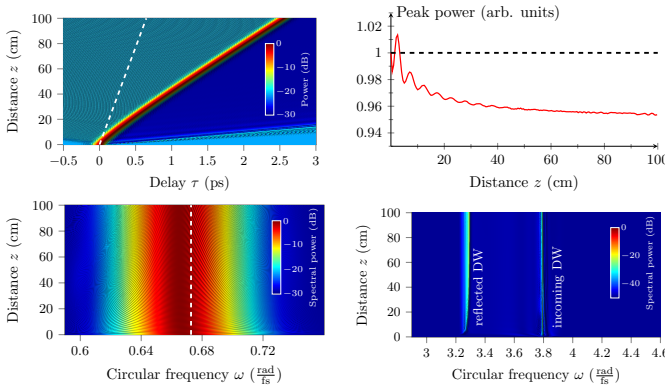 100
80
60
40
20
0
Distance z (cm)
0
−10
−20
−30
Power (dB)
−0.5 0 0.5 1 1.5 2 2.5 3
Delay τ (ps)
Peak power (arb. units)
1.02
1
0.98
0.96
0.94
20 40 60 80 100
Distance z (cm)
100
80
60
40
20
0
Distance z (cm)
0
−10
−20
−30
Spectral power (dB)
0.6 0.64 0.68 0.72
Circular frequency ω (rad/fs)
100
80
60
40
20
0
Distance z (cm)
reflected DW
incoming DW
0
−20
−40
Spectral power (dB)
3 3.2 3.4 3.6 3.8 4 4.2 4.4 4.6
Circular frequency ω (rad/fs)